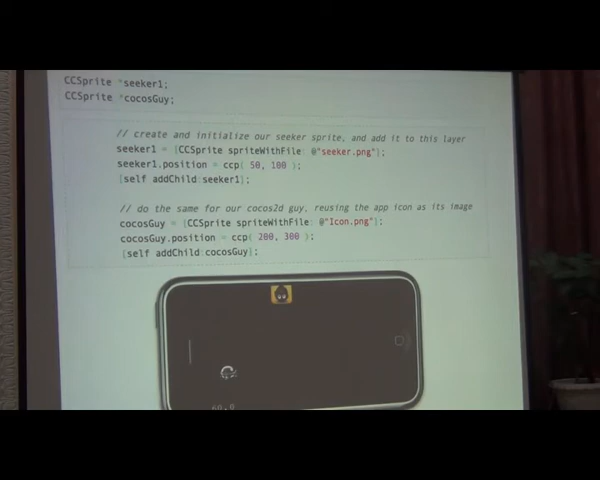 CCSprite *seeker1;
CCSprite *cocosGuy;
// create and initialize our seeker sprite, and add it to this layer
seeker1 = [CCSprite spriteWithFile: @"seeker.png"];
seeker1.position = ccp( 50, 100 );
[self addChild:seeker1];
// do the same for our cocos2d guy, reusing the app icon as its image
cocosGuy = [CCSprite spriteWithFile: @"Icon.png"];
cocosGuy.position = ccp( 200, 300 );
[self addChild:cocosGuy];
60.0